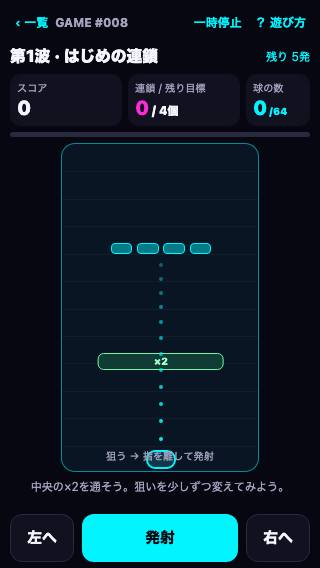 ‹ 一覧 GAME #008 一時停止 ? 遊び方
第1波・はじめの連鎖 残り 5発
スコア 連鎖 / 残り目標 球の数
0 0 / 4個 0 /64
×2
狙う → 指を離して発射
中央の×2を通そう。狙いを少しずつ変えてみよう。
左へ 発射 右へ